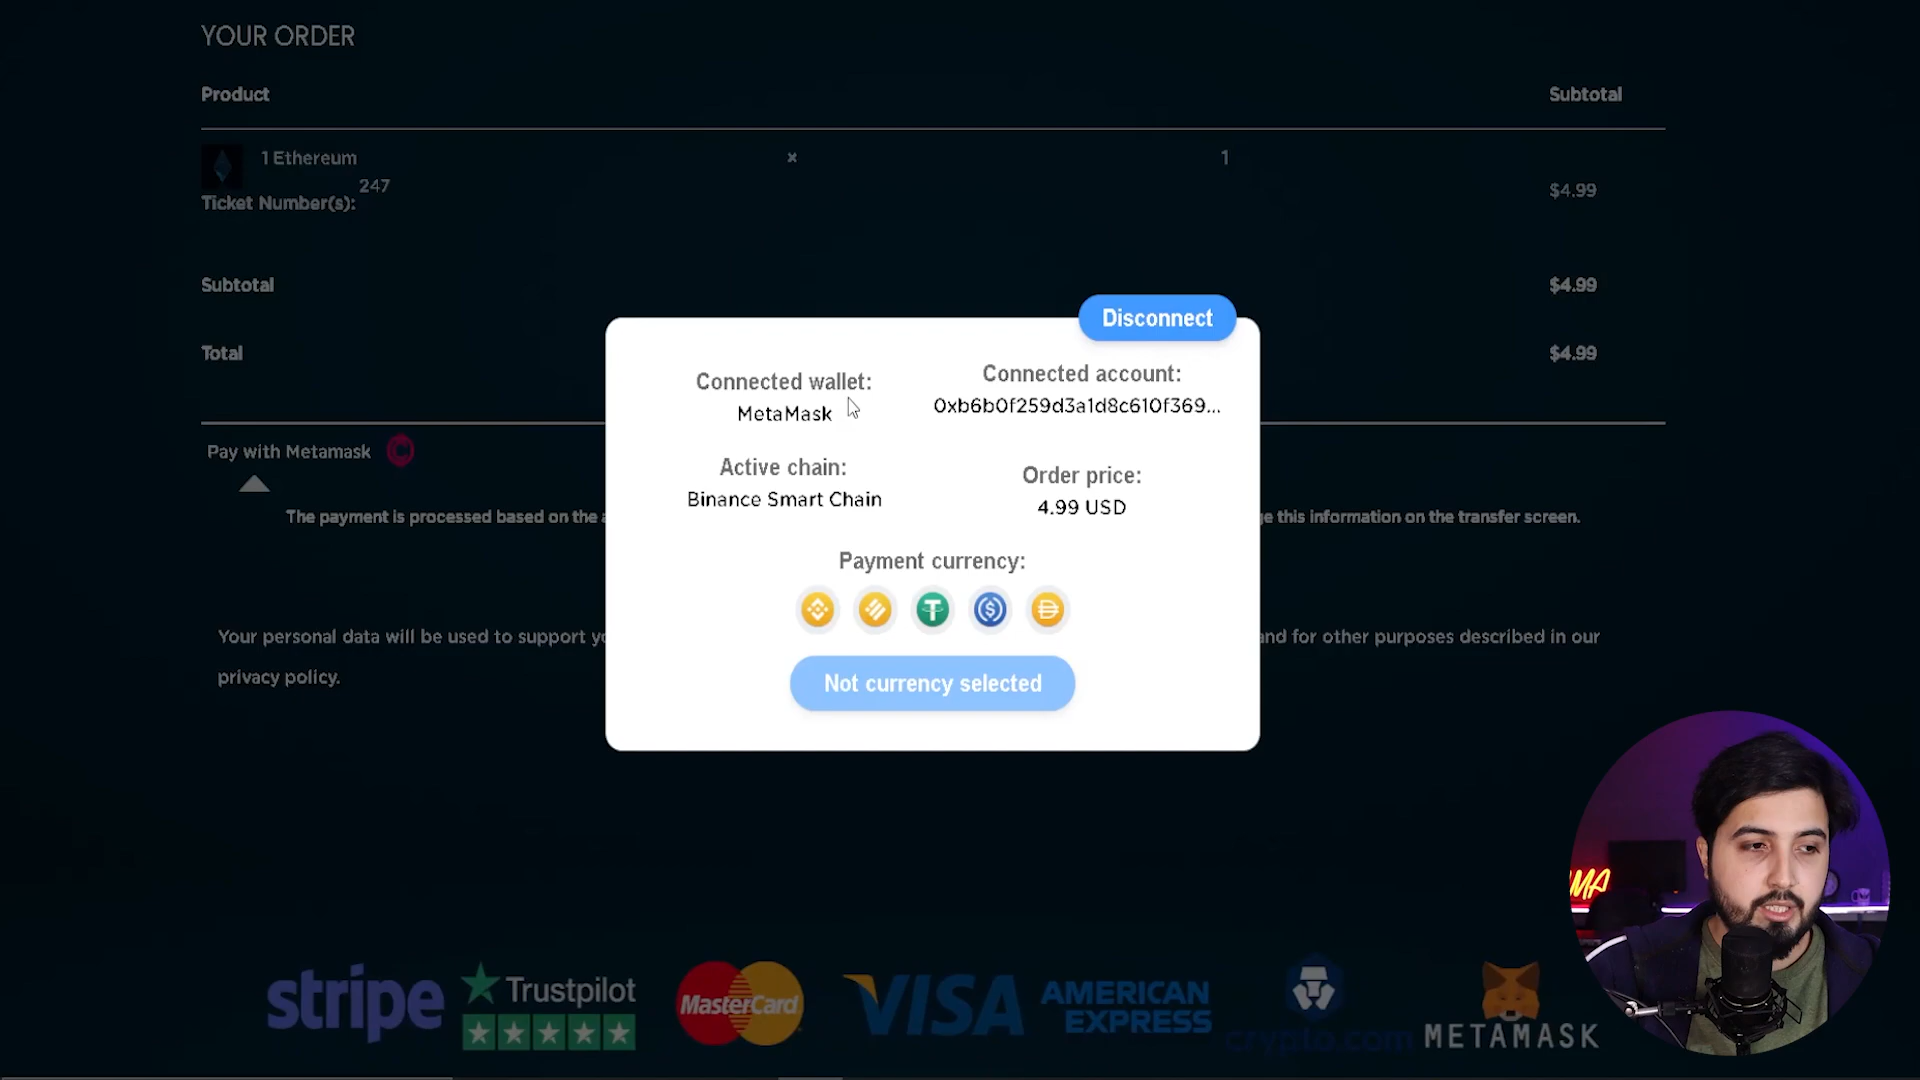 YOUR ORDER
Product
Subtotal
1 Ethereum
×
1
247
Ticket Number(s):
$4.99
Subtotal
$4.99
Total
$4.99
Disconnect
Connected wallet:
MetaMask
Connected account:
0xb6b0f259d3a1d8c610f369...
Active chain:
Binance Smart Chain
Order price:
4.99 USD
Payment currency:
Not currency selected
Pay with Metamask
The payment is processed based on the
ge this information on the transfer screen.
Your personal data will be used to support
and for other purposes described in our
privacy policy.
stripe
Trustpilot
MasterCard
VISA
AMERICAN
EXPRESS
crypto.com
METAMASK
MA